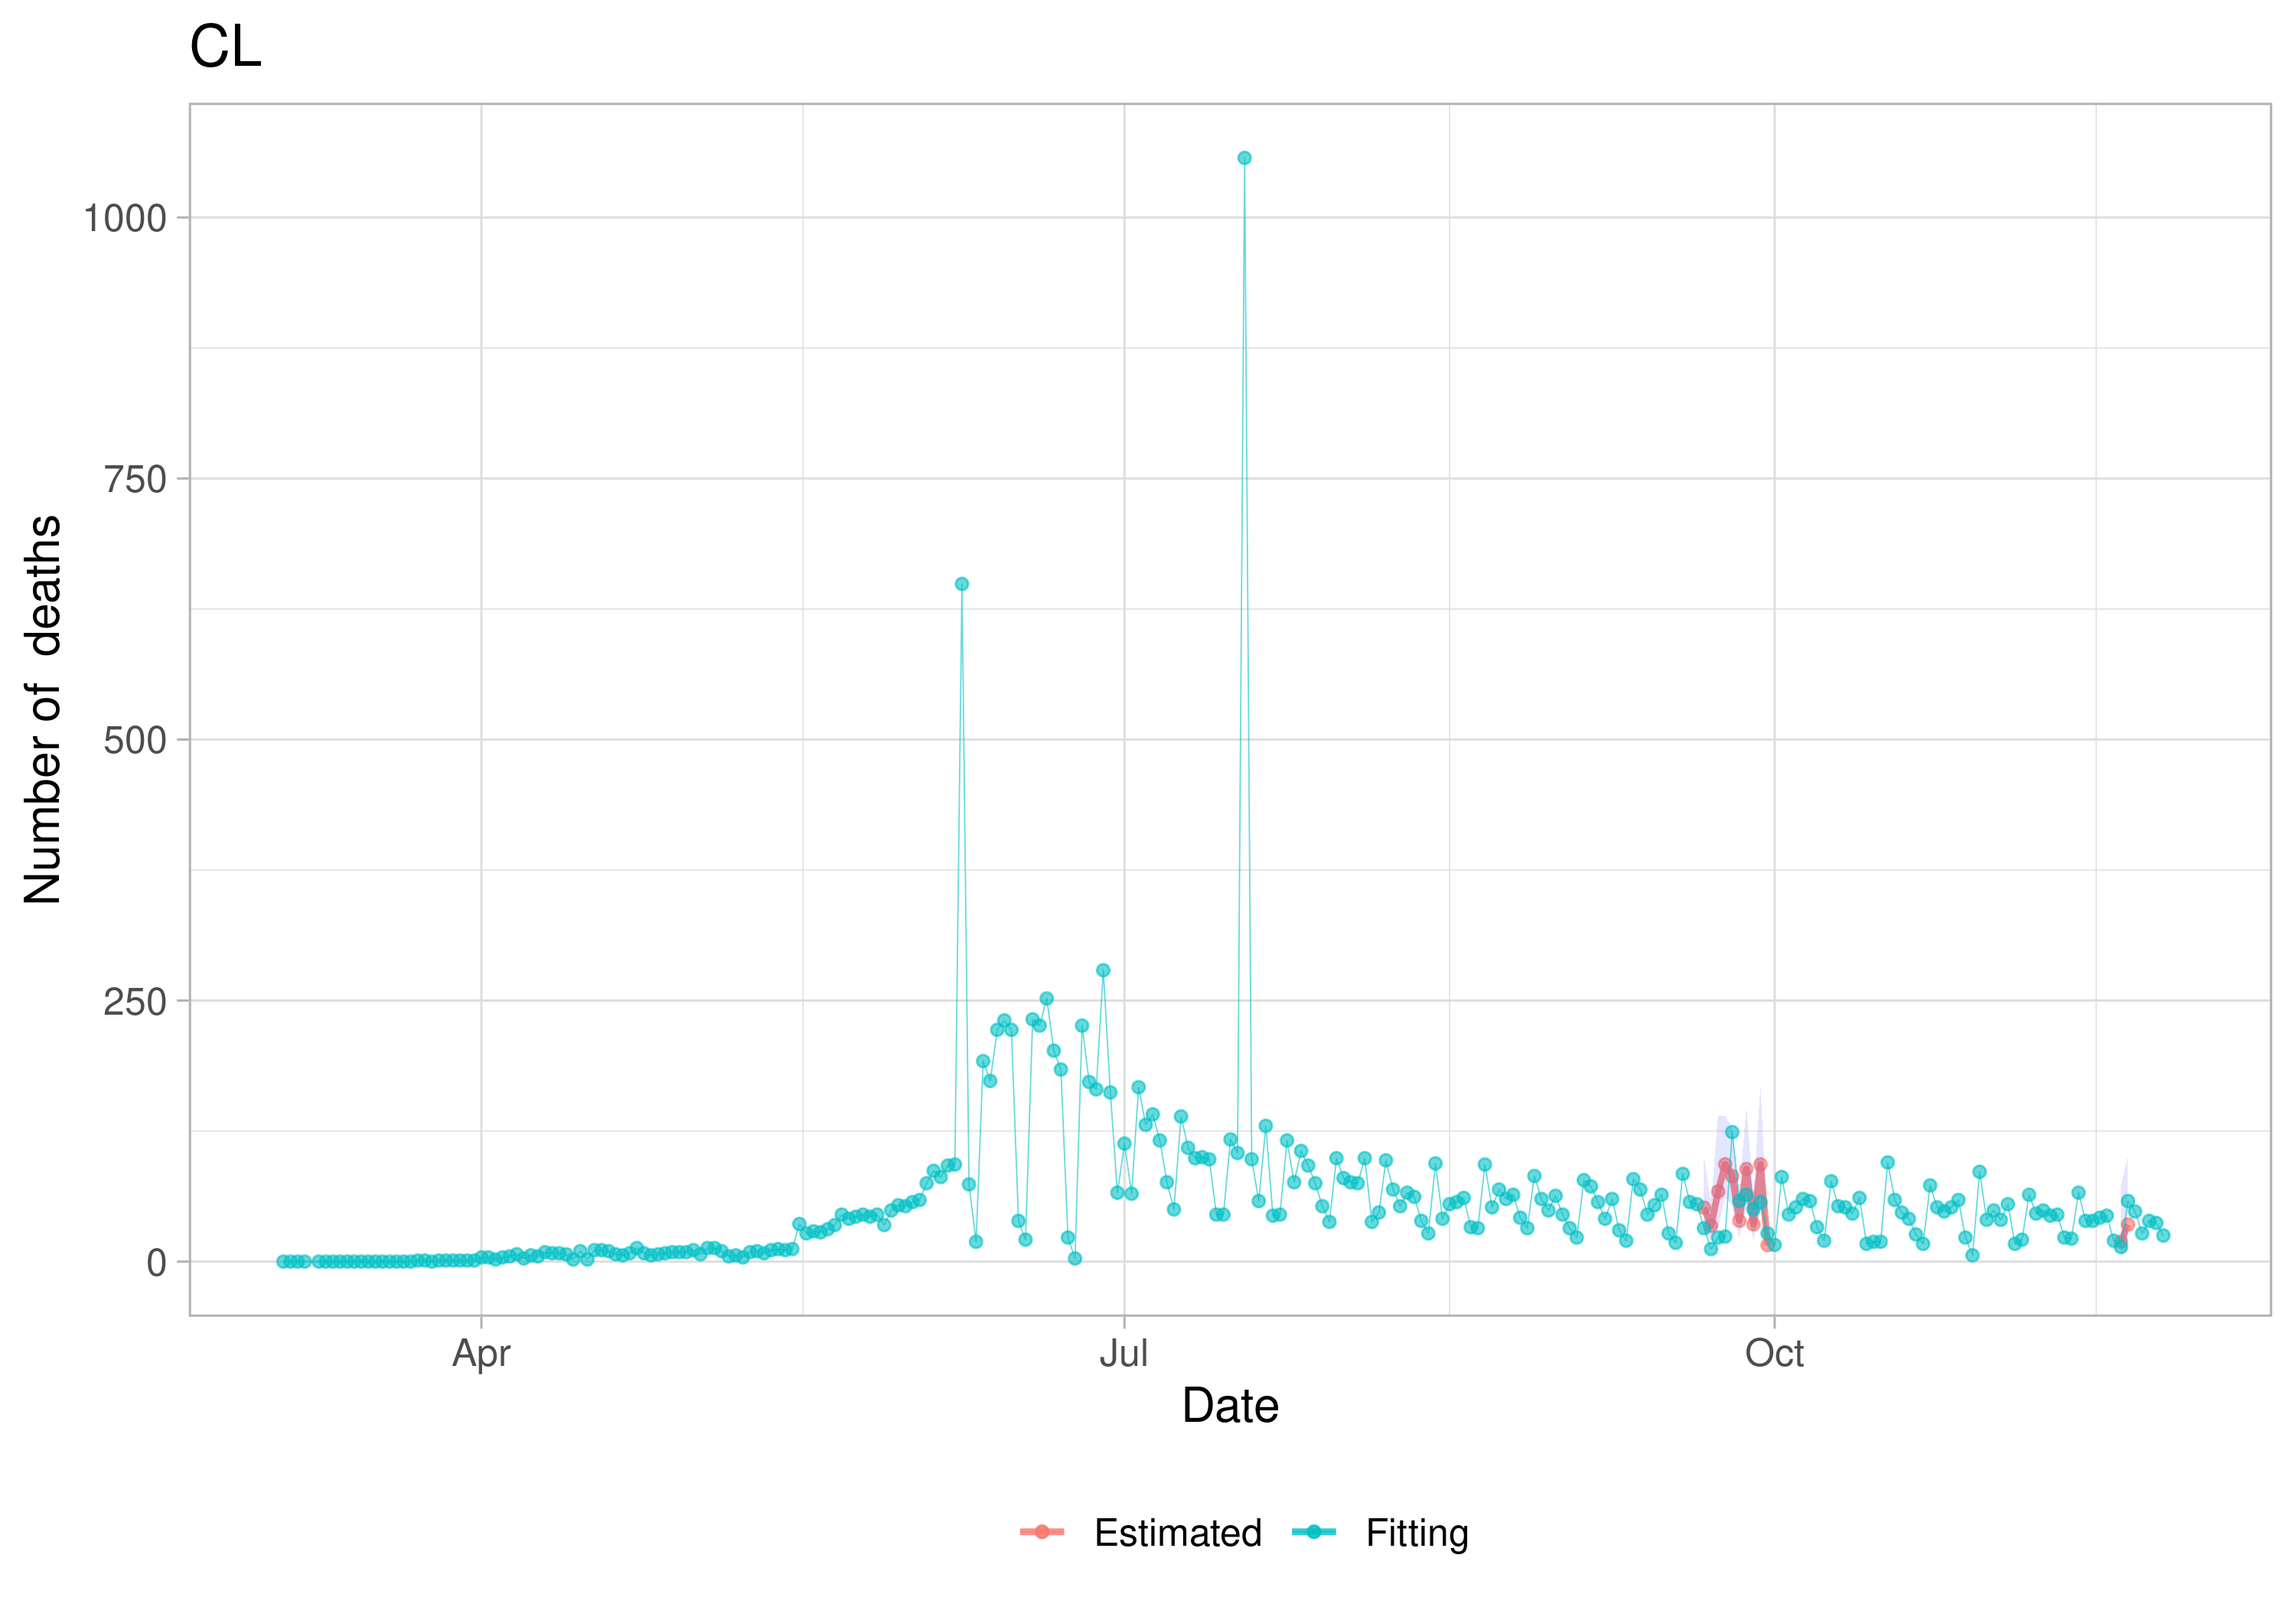 CL
Number of  deaths
1000
750
500
250
0
Apr
Jul
Oct
Date
Estimated
Fitting